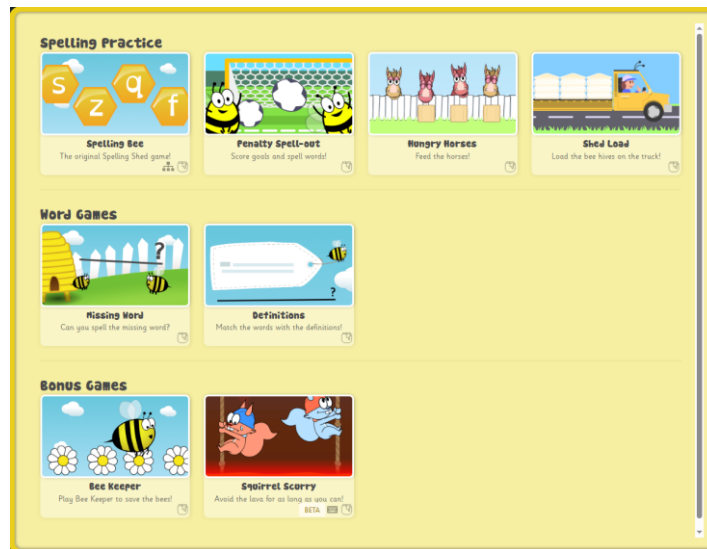 Spelling Practice
s z q f
Spelling Bee
The original Spelling Shed game!
Penalty Spell-out
Score goals and spell words!
Hungry Horses
Feed the horses!
Shed Load
Load the bee hives on the truck!
Word Games
?
Missing Word
Can you spell the missing word?
?
Definitions
Match the words with the definitions!
Bonus Games
Bee Keeper
Play Bee Keeper to save the bees!
Squirrel Scurry
Avoid the lava for as long as you can!
BETA